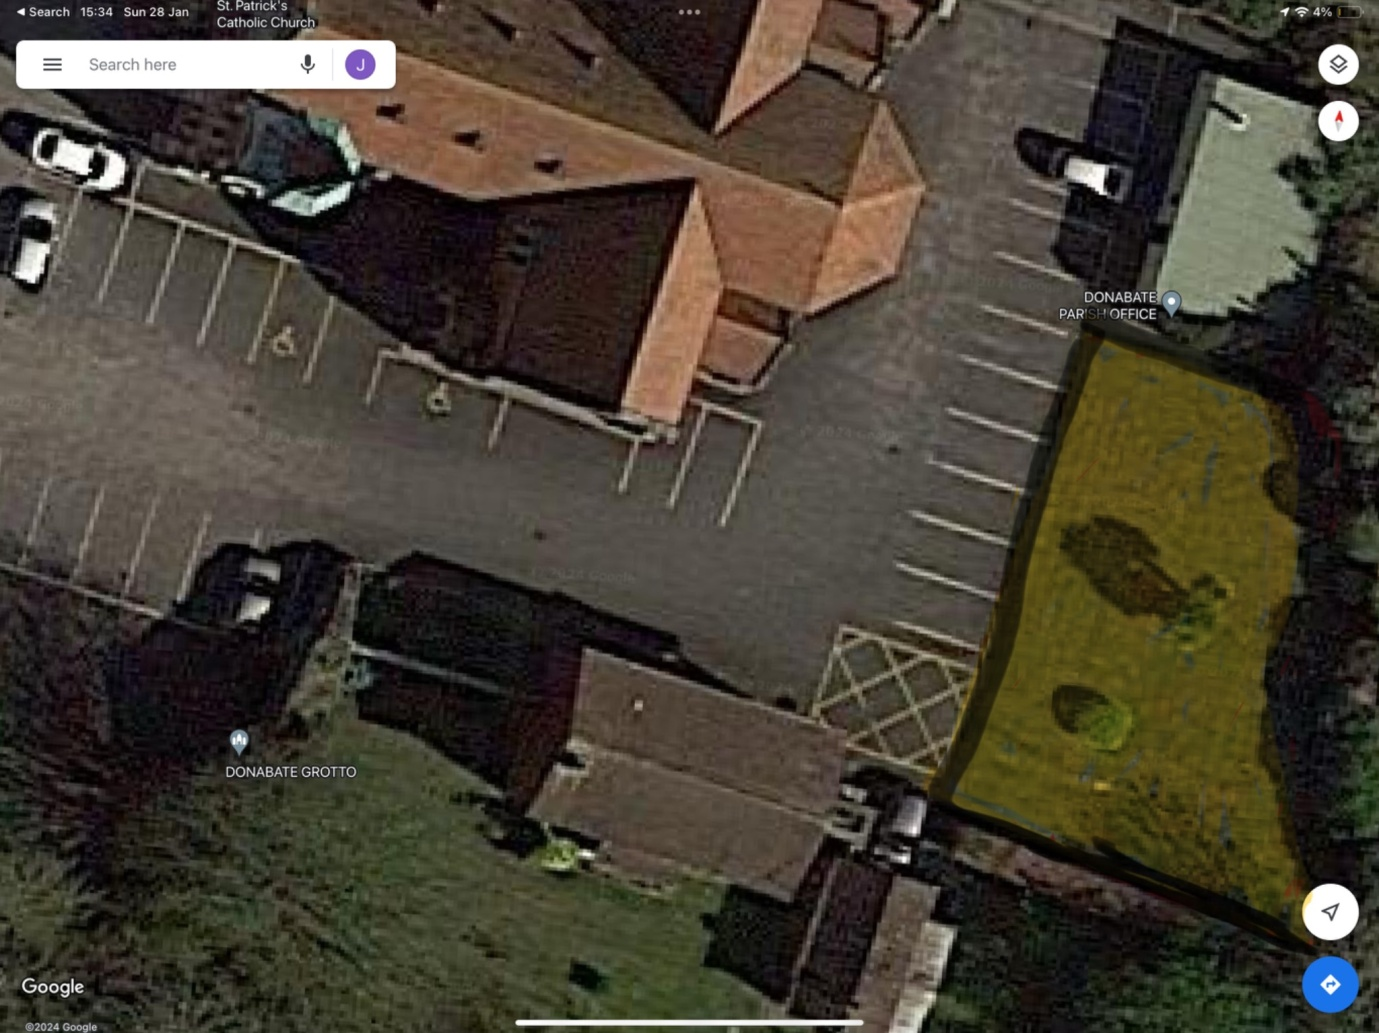 Search 15:34 Sun 28 Jan
4%
St. Patrick's
Catholic Church
Search here
J
DONABATE
PARISH OFFICE
DONABATE GROTTO
Google
©2024 Google